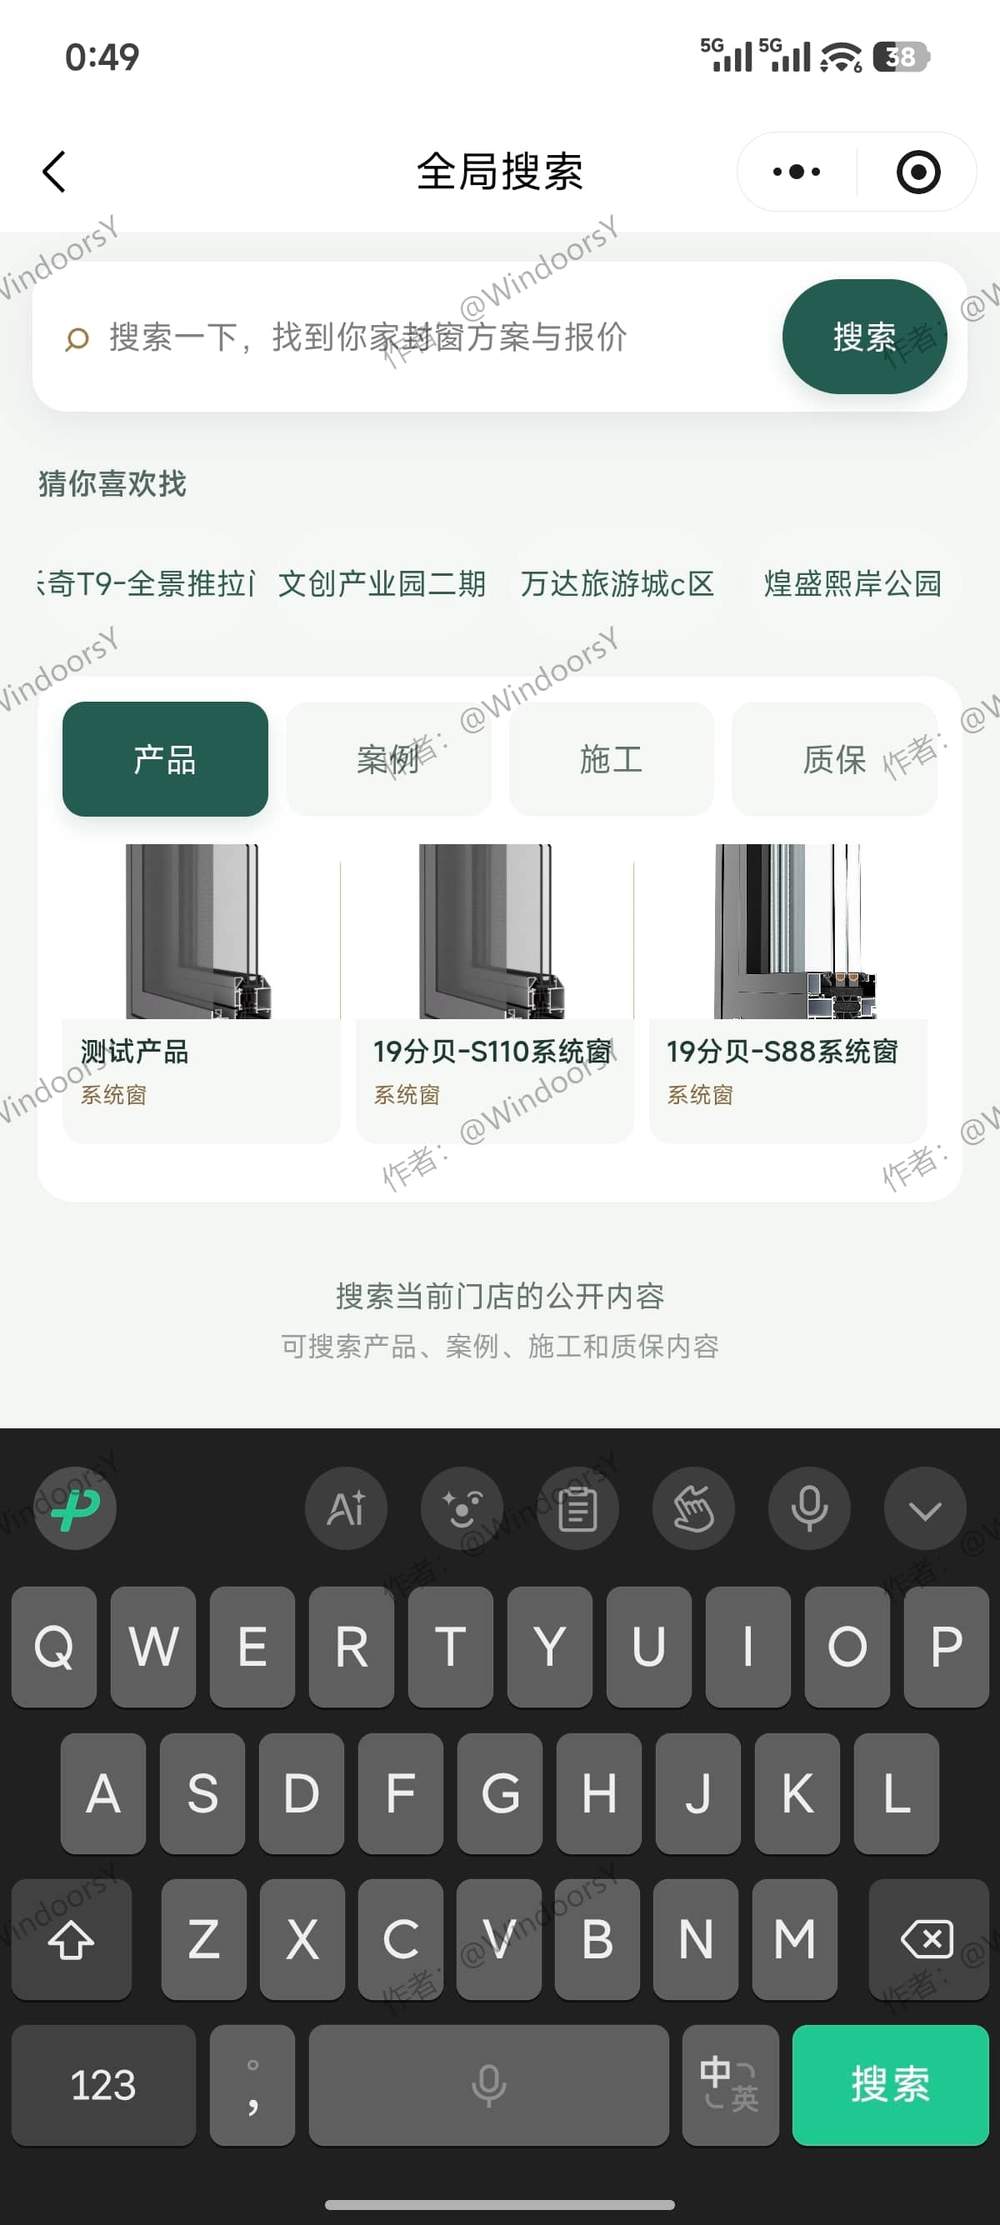 0:49
5G 5G 6 38
全局搜索
搜索一下，找到你家封窗方案与报价
搜索
猜你喜欢找
奇T9-全景推拉门 文创产业园二期 万达旅游城c区 煌盛熙岸公园
产品 案例 施工 质保
测试产品 19分贝-S110系统窗 19分贝-S88系统窗
系统窗 系统窗 系统窗
搜索当前门店的公开内容
可搜索产品、案例、施工和质保内容
Ai
Q W E R T Y U I O P
A S D F G H J K L
Z X C V B N M
123 ° , 中 英 搜索
作者：@WindoorsY